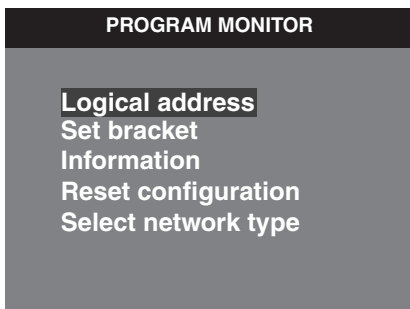 PROGRAM MONITOR
Logical address
Set bracket
Information
Reset configuration
Select network type